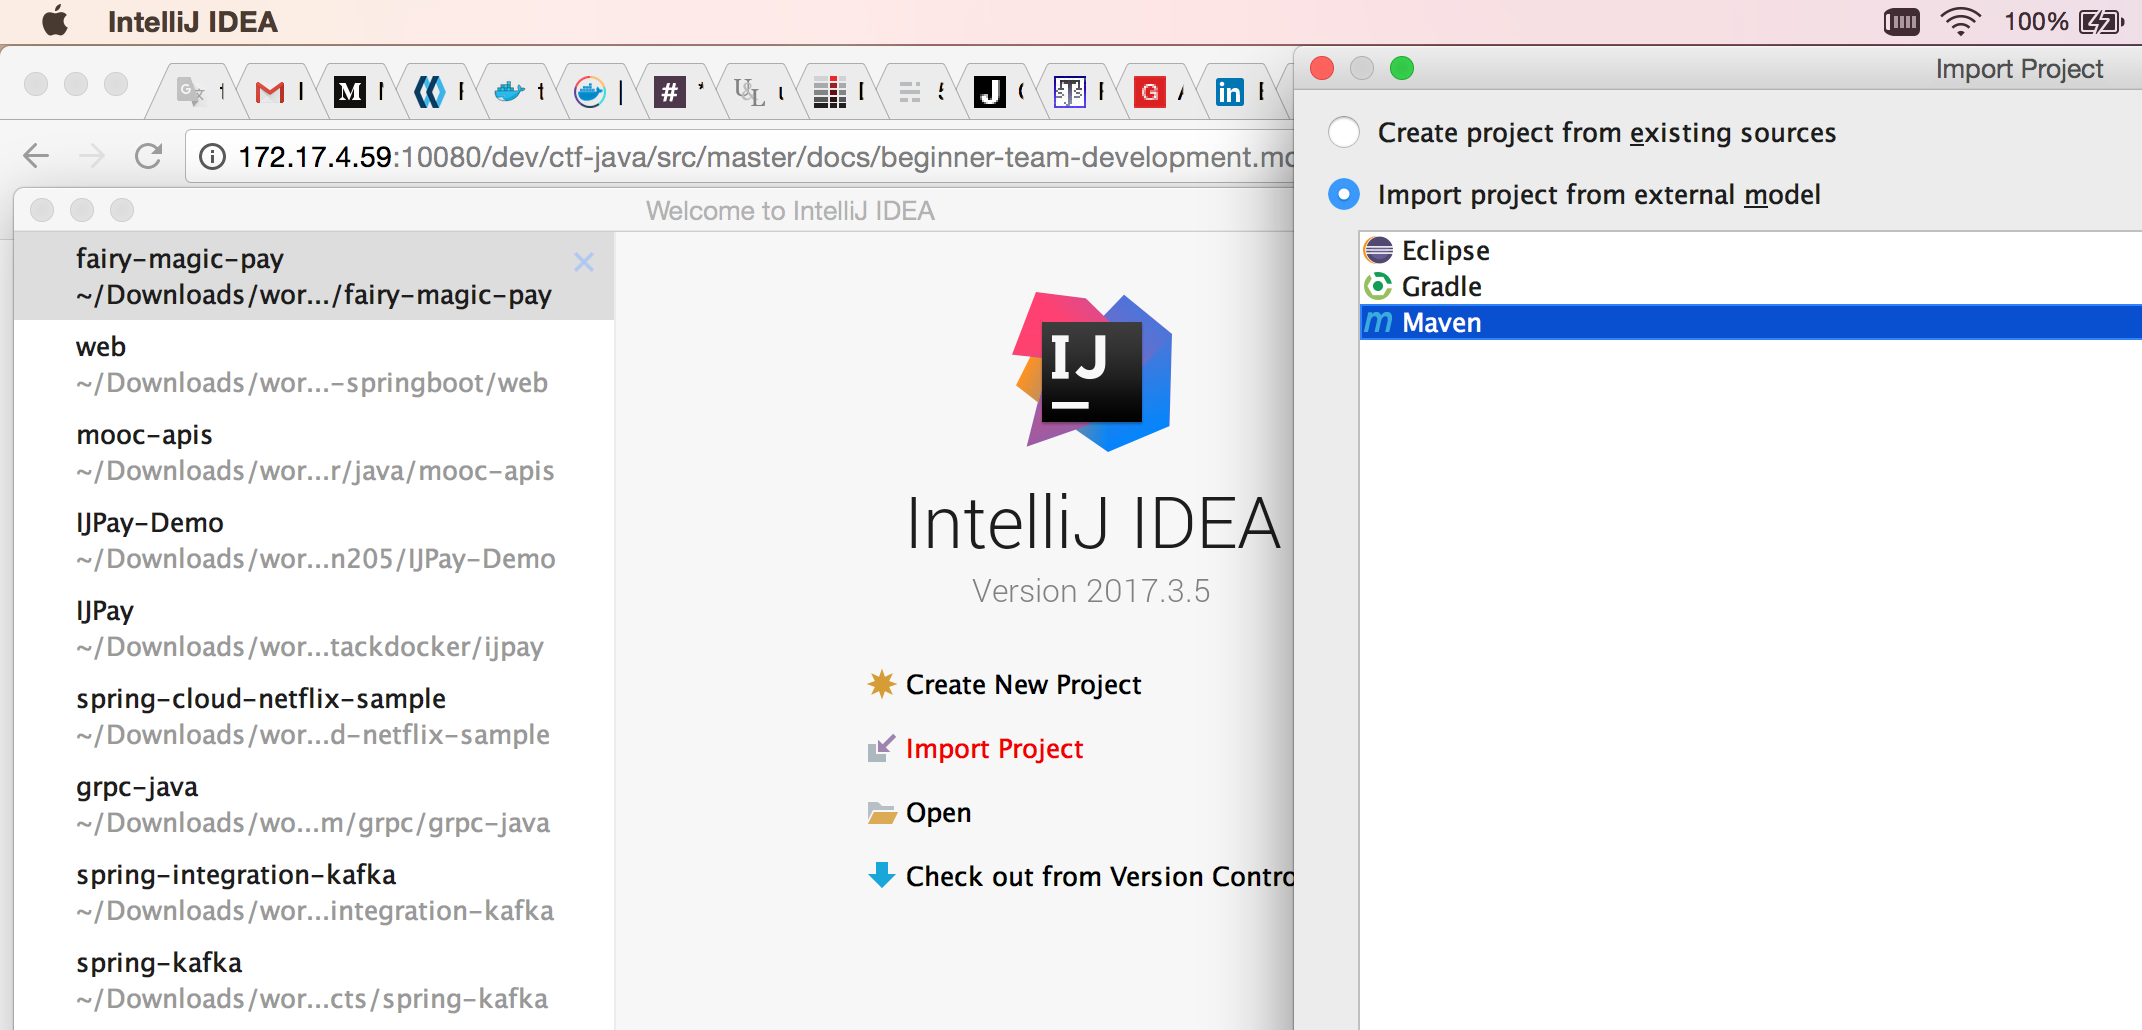 IntelliJ IDEA
100%
172.17.4.59:10080/dev/ctf-java/src/master/docs/beginner-team-development.mc
Welcome to IntelliJ IDEA
fairy-magic-pay
~/Downloads/wor.../fairy-magic-pay
web
~/Downloads/wor...-springboot/web
mooc-apis
~/Downloads/wor...r/java/mooc-apis
IJPay-Demo
~/Downloads/wor...n205/IJPay-Demo
IJPay
~/Downloads/wor...tackdocker/ijpay
spring-cloud-netflix-sample
~/Downloads/wor...d-netflix-sample
grpc-java
~/Downloads/wo...m/grpc/grpc-java
spring-integration-kafka
~/Downloads/wor...integration-kafka
spring-kafka
~/Downloads/wor...cts/spring-kafka
IJ
IntelliJ IDEA
Version 2017.3.5
Create New Project
Import Project
Open
Check out from Version Contro
Import Project
Create project from existing sources
Import project from external model
Eclipse
Gradle
Maven